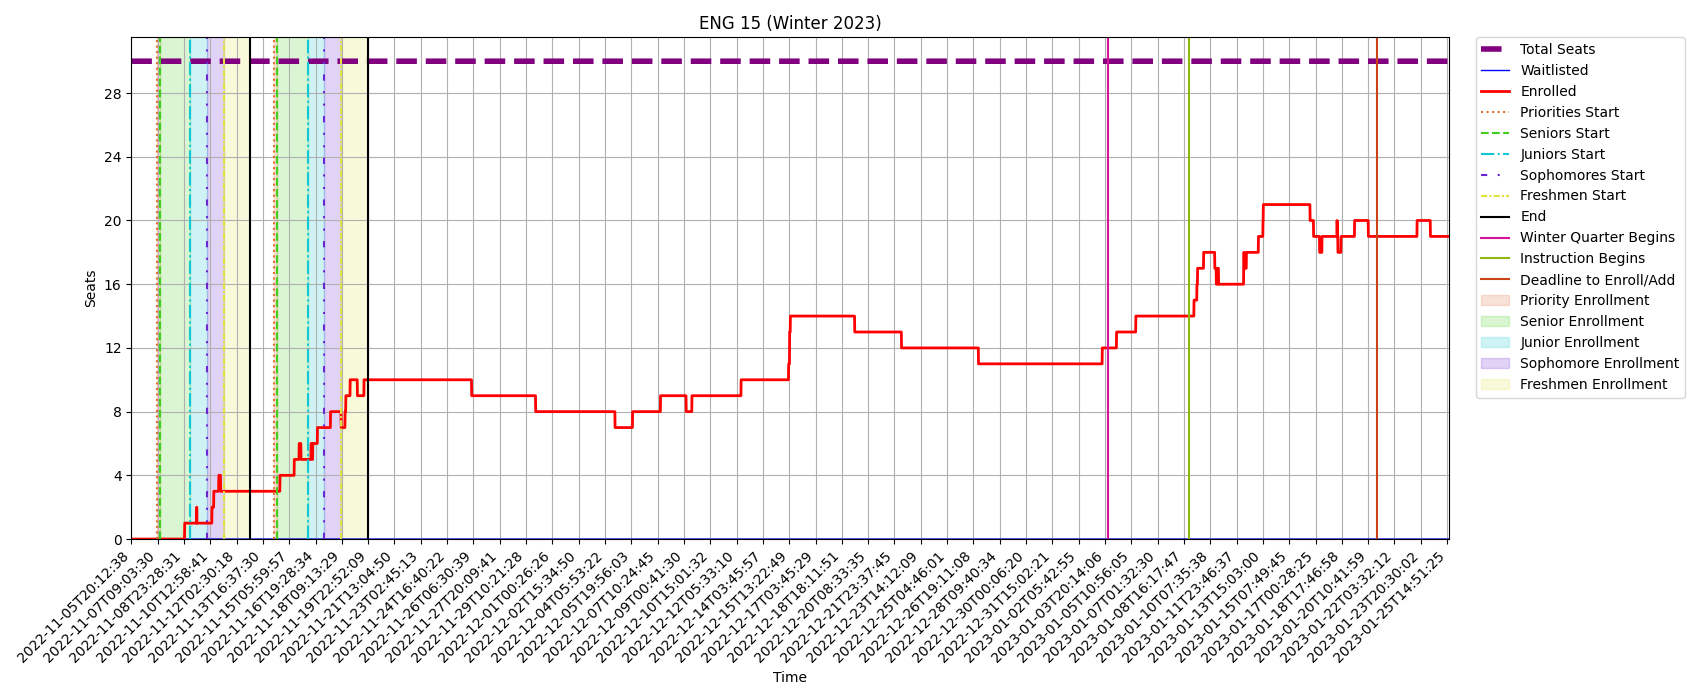 ENG 15 (Winter 2023)
Total Seats
Waitlisted
Enrolled
Priorities Start
Seniors Start
Juniors Start
Sophomores Start
Freshmen Start
End
Winter Quarter Begins
Instruction Begins
Deadline to Enroll/Add
Priority Enrollment
Senior Enrollment
Junior Enrollment
Sophomore Enrollment
Freshmen Enrollment
Seats
28
24
20
16
12
8
4
0
2022-11-05T20:12:38
2022-11-07T09:03:30
2022-11-08T23:28:31
2022-11-10T12:58:41
2022-11-12T02:30:18
2022-11-13T16:37:30
2022-11-15T05:59:57
2022-11-16T19:28:34
2022-11-18T09:13:29
2022-11-19T22:52:09
2022-11-21T13:04:50
2022-11-23T02:45:13
2022-11-24T16:40:22
2022-11-26T06:30:39
2022-11-27T20:09:41
2022-11-29T10:21:28
2022-12-01T00:26:26
2022-12-02T15:34:50
2022-12-04T05:53:22
2022-12-05T19:56:03
2022-12-07T10:24:45
2022-12-09T00:41:30
2022-12-10T15:01:32
2022-12-12T05:33:10
2022-12-14T03:45:57
2022-12-15T13:22:49
2022-12-17T03:45:29
2022-12-18T18:11:51
2022-12-20T08:33:35
2022-12-21T23:37:45
2022-12-23T14:12:09
2022-12-25T04:46:01
2022-12-26T19:11:08
2022-12-28T09:40:34
2022-12-30T00:06:20
2022-12-31T15:02:21
2023-01-02T05:42:55
2023-01-03T20:14:06
2023-01-05T10:56:05
2023-01-07T01:32:30
2023-01-08T16:17:47
2023-01-10T07:35:38
2023-01-11T23:46:37
2023-01-13T15:03:00
2023-01-15T07:49:45
2023-01-17T00:28:25
2023-01-18T17:46:58
2023-01-20T10:41:59
2023-01-22T03:32:12
2023-01-23T20:30:02
2023-01-25T14:51:25
Time